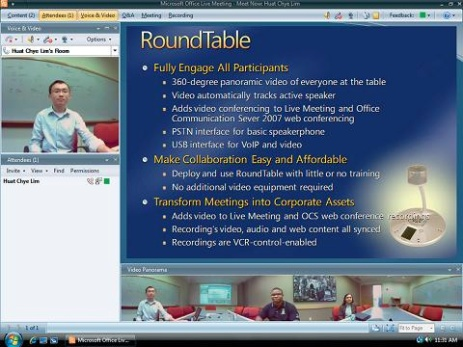 Microsoft Office Live Meeting - Meet Now: Huat Chye Lim
Content (2) Attendees (1) Voice & Video Q&A Meeting Recording Feedback:
Voice & Video
Options
Huat Chye Lim's Room
RoundTable
Fully Engage All Participants
360-degree panoramic video of everyone at the table
Video automatically tracks active speaker
Adds video conferencing to Live Meeting and Office
Communication Sever 2007 web conferencing
PSTN interface for basic speakerphone
USB interface for VoIP and video
Make Collaboration Easy and Affordable
Deploy and use RoundTable with little or no training
No additional video equipment required
Transform Meetings into Corporate Assets
Adds video to Live Meeting and OCS web conference recordings
Recording's video, audio and web content all synced
Recordings are VCR-control-enabled
Attendees (1)
Invite View Find Permissions
Huat Chye Lim
Video Panorama
1 of 1
Fit to Page
Microsoft Office Liv...
11:31 AM